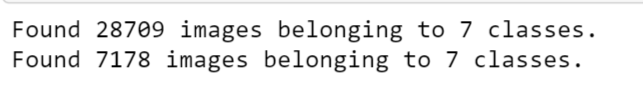 Found 28709 images belonging to 7 classes.
Found 7178 images belonging to 7 classes.